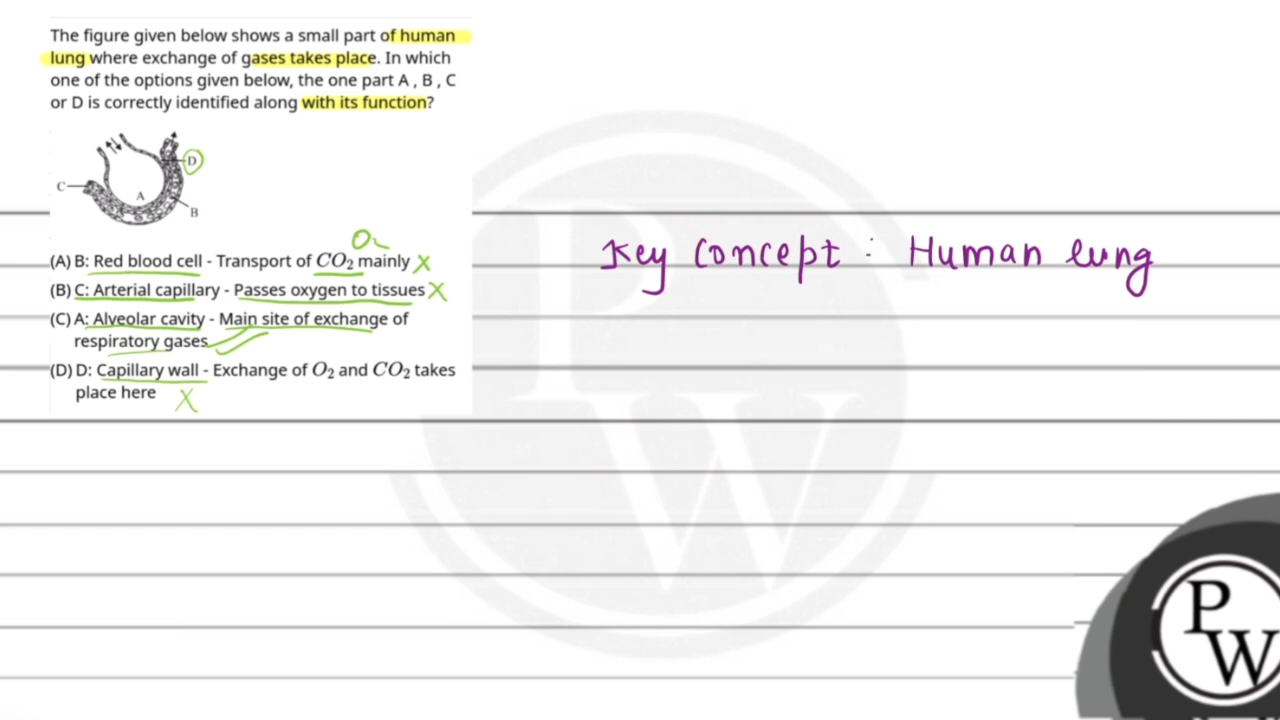 The figure given below shows a small part of human
lung where exchange of gases takes place. In which
one of the options given below, the one part A , B , C
or D is correctly identified along with its function?
D
C
A
B
O₂
(A) B: Red blood cell - Transport of CO₂ mainly X
(B) C: Arterial capillary - Passes oxygen to tissues X
(C) A: Alveolar cavity - Main site of exchange of
respiratory gases
(D) D: Capillary wall - Exchange of O₂ and CO₂ takes
place here X
Key Concept : Human lung
P
W
P
W